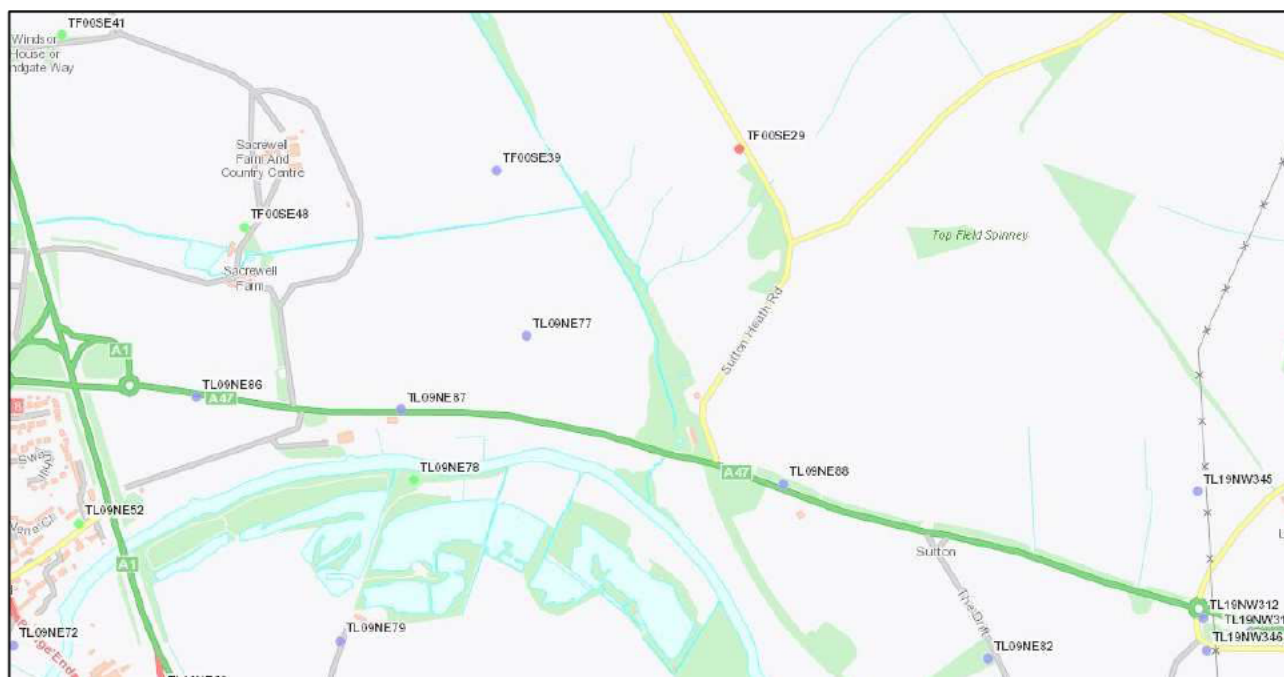 TF00SE41
Windsor
House or
ndgate Way
Sacrewell
Farm And
Country Centre
TF00SE39
TF00SE29
TF00SE48
Sacrewell
Farm
Top Field Spinney
Sutton Heath Rd
TL09NE77
A1
TL09NE86
A47
TL09NE87
TL09NE78
A47
TL09NE88
TL19NW345
TL09NE52
A1
Sutton
The Drift
TL09NE82
TL09NE79
TL09NE72
TL19NW312
TL19NW31
TL19NW346